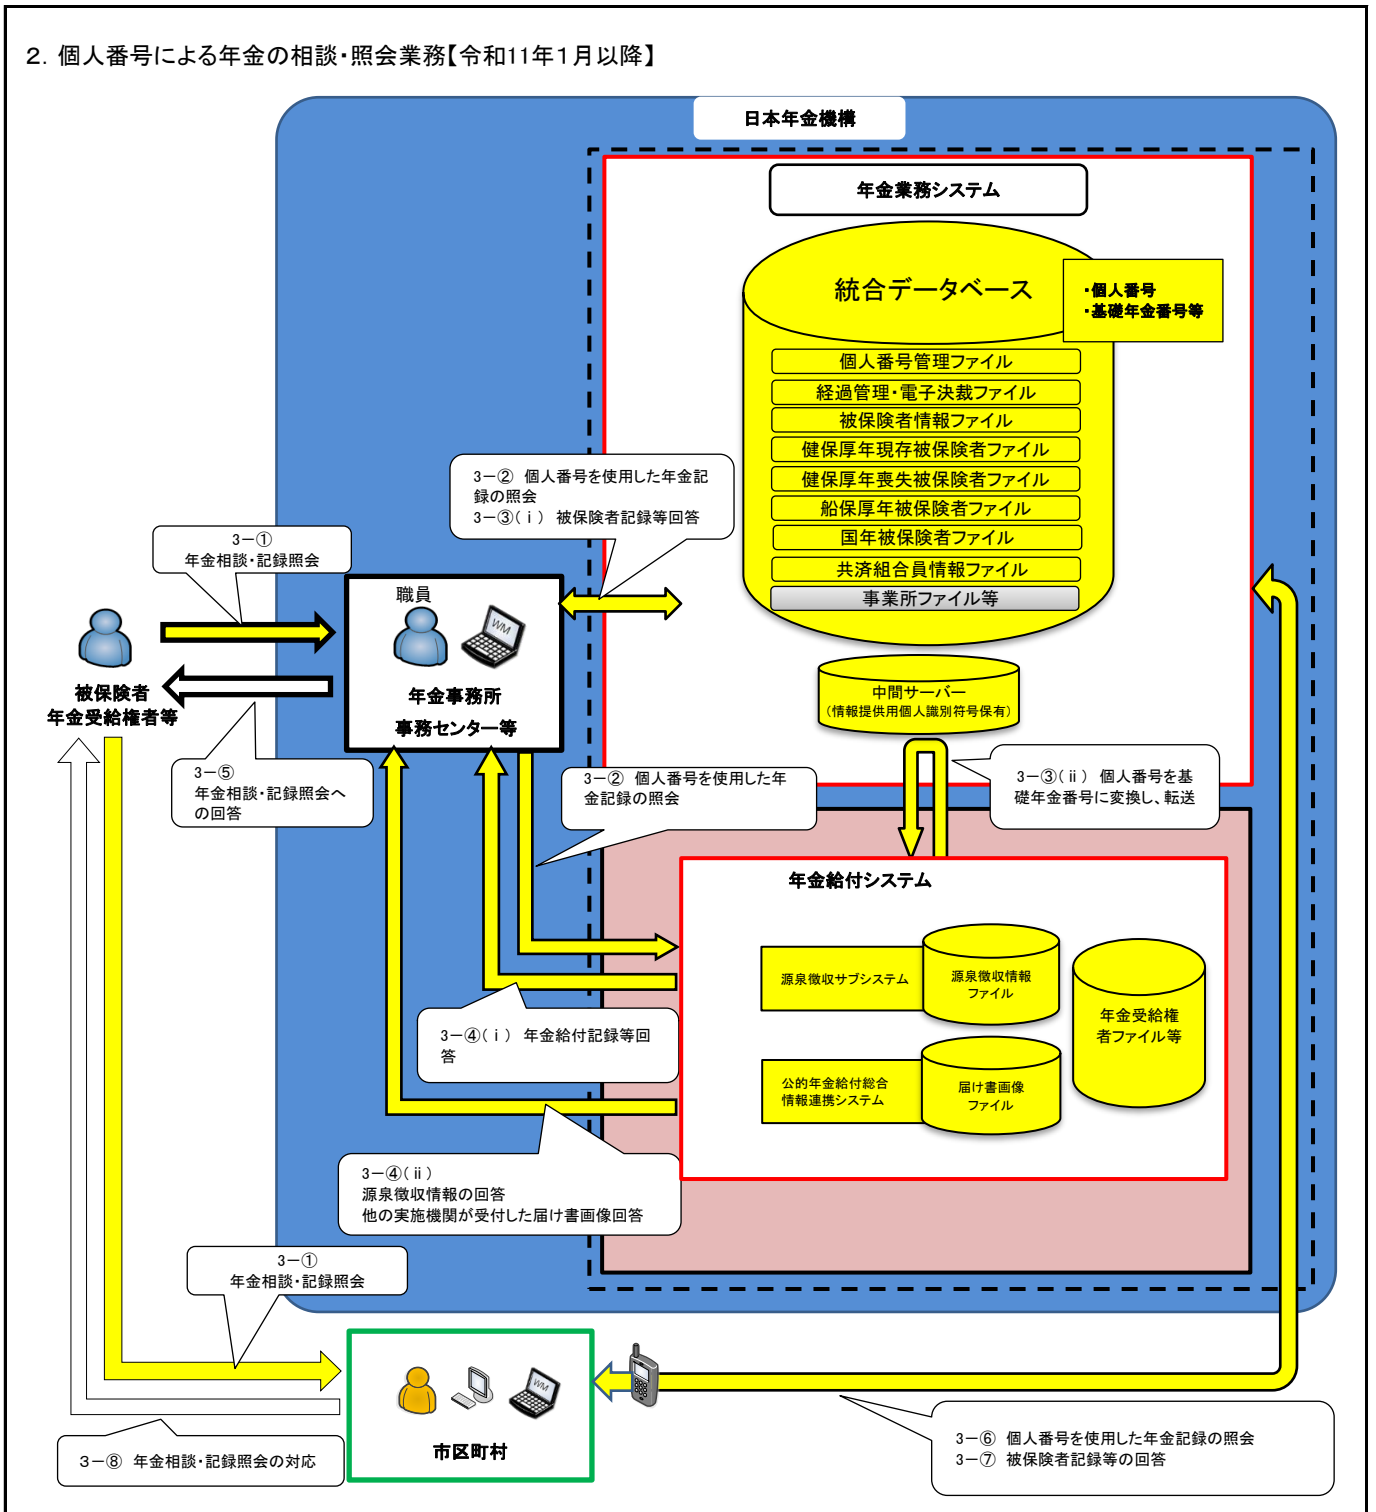 2. 個人番号による年金の相談・照会業務【令和11年1月以降】
日本年金機構
年金業務システム
統合データベース
・個人番号
・基礎年金番号等
個人番号管理ファイル
経過管理・電子決裁ファイル
被保険者情報ファイル
健保厚年現存被保険者ファイル
健保厚年喪失被保険者ファイル
船保厚年被保険者ファイル
国年被保険者ファイル
共済組合員情報ファイル
事業所ファイル等
3－② 個人番号を使用した年金記
録の照会
3－③(ⅰ) 被保険者記録等回答
3－①
年金相談・記録照会
職員
WM
年金事務所
事務センター等
被保険者
年金受給権者等
中間サーバー
(情報提供用個人識別符号保有)
3－⑤
年金相談・記録照会へ
の回答
3－② 個人番号を使用した年
金記録の照会
3－③(ⅱ) 個人番号を基
礎年金番号に変換し、転送
年金給付システム
源泉徴収サブシステム
源泉徴収情報
ファイル
年金受給権
者ファイル等
公的年金給付総合
情報連携システム
届け書画像
ファイル
3－④(ⅰ) 年金給付記録等回
答
3－④(ⅱ)
源泉徴収情報の回答
他の実施機関が受付した届け書画像回答
3－①
年金相談・記録照会
WM
市区町村
3－⑧ 年金相談・記録照会の対応
3－⑥ 個人番号を使用した年金記録の照会
3－⑦ 被保険者記録等の回答